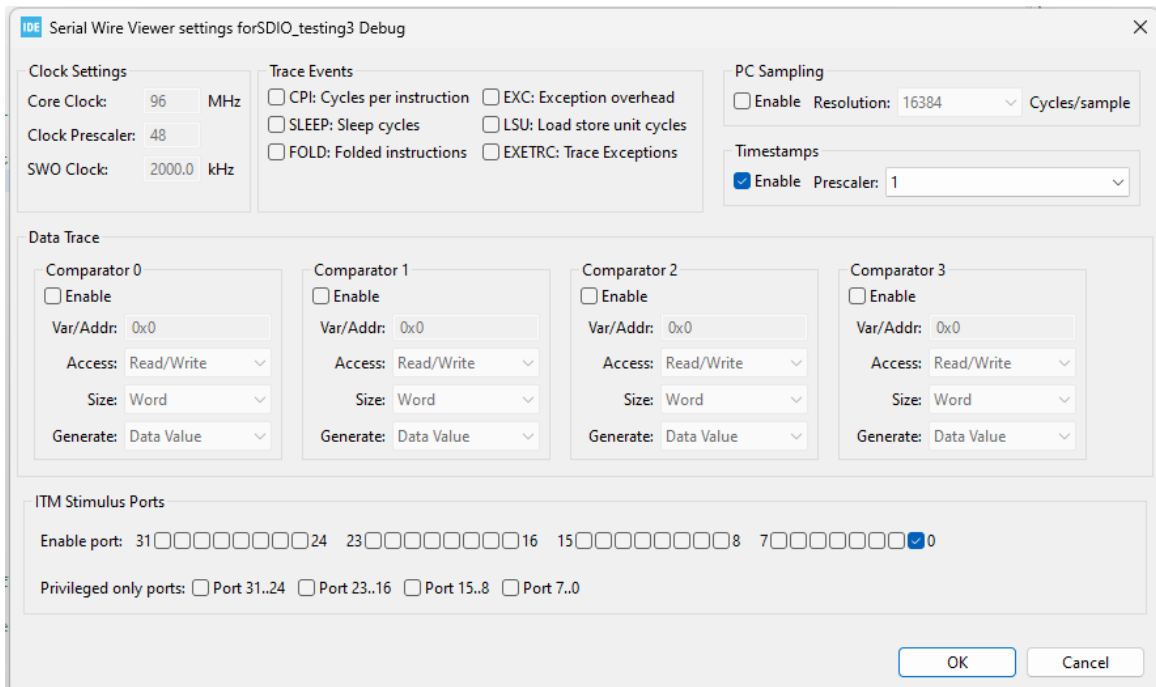 IDE Serial Wire Viewer settings forSDIO_testing3 Debug
Clock Settings
Core Clock: 96 MHz
Clock Prescaler: 48
SWO Clock: 2000.0 kHz
Trace Events
CPI: Cycles per instruction EXC: Exception overhead
SLEEP: Sleep cycles LSU: Load store unit cycles
FOLD: Folded instructions EXETRC: Trace Exceptions
PC Sampling
Enable Resolution: 16384 Cycles/sample
Timestamps
Enable Prescaler: 1
Data Trace
Comparator 0
Enable
Var/Addr: 0x0
Access: Read/Write
Size: Word
Generate: Data Value
Comparator 1
Enable
Var/Addr: 0x0
Access: Read/Write
Size: Word
Generate: Data Value
Comparator 2
Enable
Var/Addr: 0x0
Access: Read/Write
Size: Word
Generate: Data Value
Comparator 3
Enable
Var/Addr: 0x0
Access: Read/Write
Size: Word
Generate: Data Value
ITM Stimulus Ports
Enable port: 31 24 23 16 15 8 7 0
Privileged only ports: Port 31..24 Port 23..16 Port 15..8 Port 7..0
OK Cancel